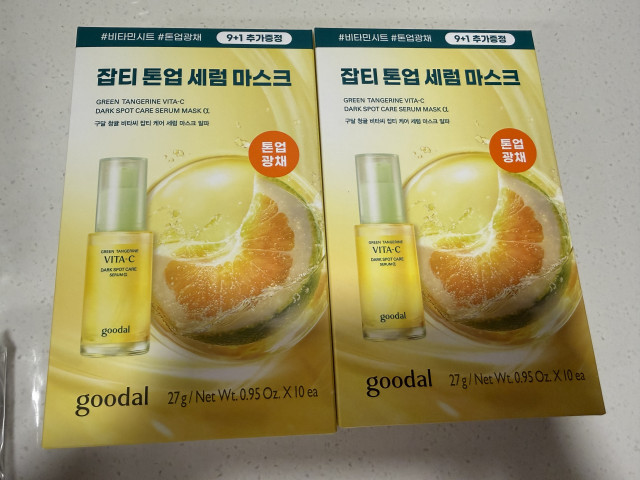 #비타민시트 #톤업광채
9+1 추가증정
잡티 톤업 세럼 마스크
GREEN TANGERINE VITA-C
DARK SPOT CARE SERUM MASK α
구달 청귤 비타씨 잡티 케어 세럼 마스크 알파
톤업
광채
GREEN TANGERINE
VITA-C
DARK SPOT CARE
SERUM α
goodal
goodal
27g / Net Wt. 0.95 Oz. X 10 ea
#비타민시트 #톤업광채
9+1 추가증정
잡티 톤업 세럼 마스크
GREEN TANGERINE VITA-C
DARK SPOT CARE SERUM MASK α
구달 청귤 비타씨 잡티 케어 세럼 마스크 알파
톤업
광채
GREEN TANGERINE
VITA-C
DARK SPOT CARE
SERUM α
goodal
goodal
27g / Net Wt. 0.95 Oz. X 10 ea